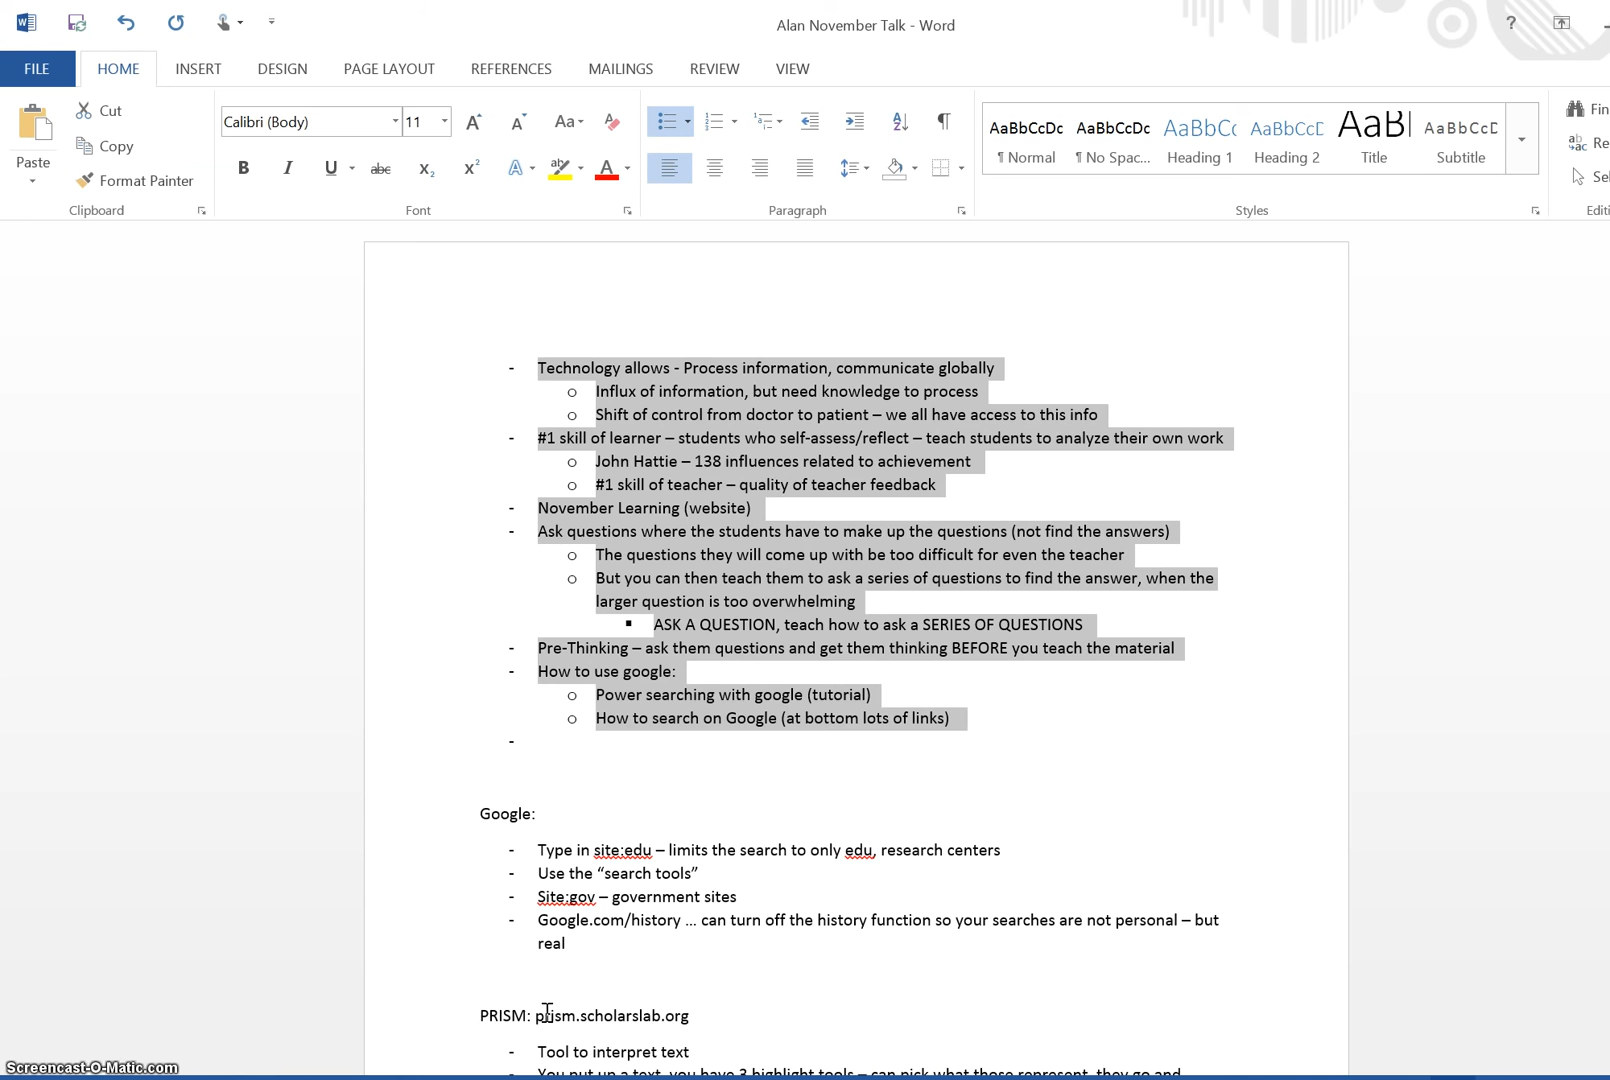 Alan November Talk - Word
?
FILE HOME INSERT DESIGN PAGE LAYOUT REFERENCES MAILINGS REVIEW VIEW
Cut
Copy
Format Painter
Paste
Clipboard
Calibri (Body) 11
Font
Paragraph
AaBbCcDc AaBbCcDc AaBbCc AaBbCcD AaBl AaBbCcD
¶ Normal ¶ No Spac... Heading 1 Heading 2 Title Subtitle
Styles
Fin
Re
Sel
Editi
- Technology allows - Process information, communicate globally
o Influx of information, but need knowledge to process
o Shift of control from doctor to patient – we all have access to this info
- #1 skill of learner – students who self-assess/reflect – teach students to analyze their own work
o John Hattie – 138 influences related to achievement
o #1 skill of teacher – quality of teacher feedback
- November Learning (website)
- Ask questions where the students have to make up the questions (not find the answers)
o The questions they will come up with be too difficult for even the teacher
o But you can then teach them to ask a series of questions to find the answer, when the
larger question is too overwhelming
▪ ASK A QUESTION, teach how to ask a SERIES OF QUESTIONS
- Pre-Thinking – ask them questions and get them thinking BEFORE you teach the material
- How to use google:
o Power searching with google (tutorial)
o How to search on Google (at bottom lots of links)
-
Google:
- Type in site:edu – limits the search to only edu, research centers
- Use the “search tools”
- Site:gov – government sites
- Google.com/history … can turn off the history function so your searches are not personal – but
real
PRISM: prism.scholarslab.org
- Tool to interpret text
- You put up a text, you have 3 highlight tools – can pick what those represent, they go and
Screencast-O-Matic.com